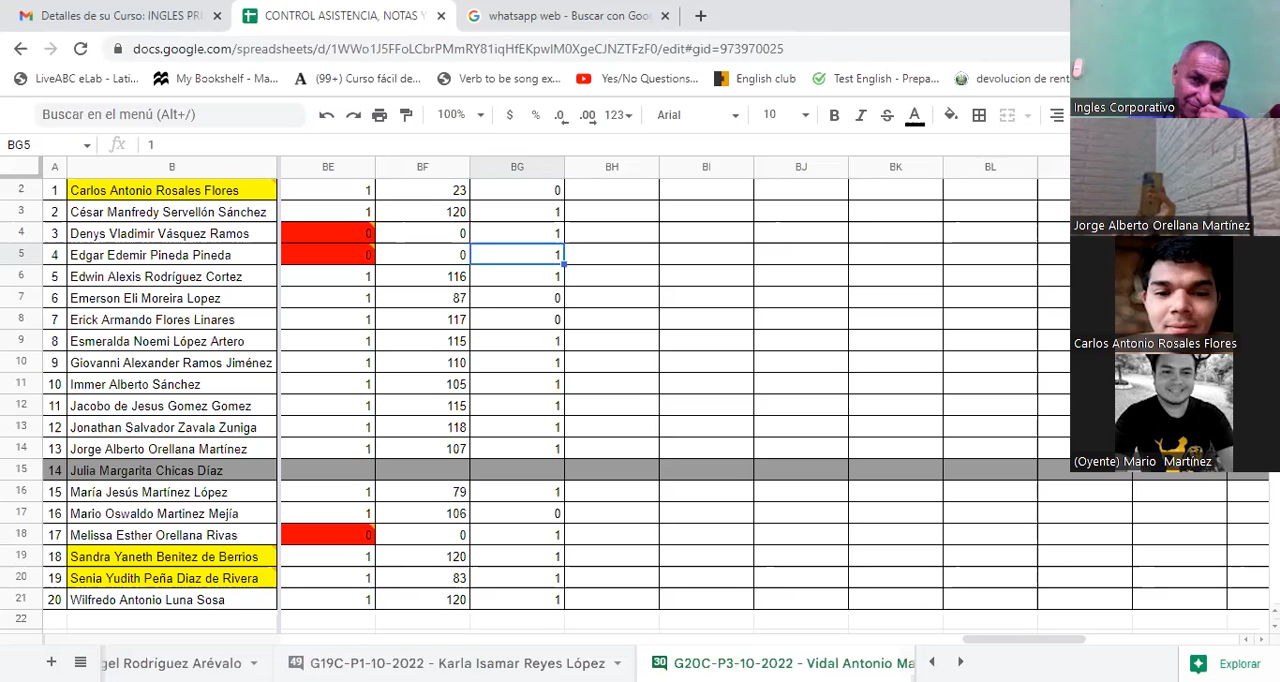 Detalles de su Curso: INGLES PRI
CONTROL ASISTENCIA, NOTAS Y
whatsapp web - Buscar con Goo
docs.google.com/spreadsheets/d/1WWo1J5FFoLCbrPMmRY81iqHfEKpwIM0XgeCJNZTFzF0/edit#gid=973970025
LiveABC eLab - Lati... My Bookshelf - Ma... (99+) Curso fácil de... Verb to be song ex... Yes/No Questions... English club Test English - Prepa... devolucion de rent
Buscar en el menú (Alt+/) 100% $ % .0 .00 123 Arial 10 B I S A
BG5 fx 1
A B BE BF BG BH BI BJ BK BL
2 1 Carlos Antonio Rosales Flores 1 23 0
3 2 César Manfredy Servellón Sánchez 1 120 1
4 3 Denys Vladimir Vásquez Ramos 0 0 1
5 4 Edgar Edemir Pineda Pineda 0 0 1
6 5 Edwin Alexis Rodríguez Cortez 1 116 1
7 6 Emerson Eli Moreira Lopez 1 87 0
8 7 Erick Armando Flores Linares 1 117 0
9 8 Esmeralda Noemi López Artero 1 115 1
10 9 Giovanni Alexander Ramos Jiménez 1 110 1
11 10 Immer Alberto Sánchez 1 105 1
12 11 Jacobo de Jesus Gomez Gomez 1 115 1
13 12 Jonathan Salvador Zavala Zuniga 1 118 1
14 13 Jorge Alberto Orellana Martínez 1 107 1
15 14 Julia Margarita Chicas Díaz
16 15 María Jesús Martínez López 1 79 1
17 16 Mario Oswaldo Martinez Mejía 1 106 0
18 17 Melissa Esther Orellana Rivas 0 0 1
19 18 Sandra Yaneth Benitez de Berrios 1 120 1
20 19 Senia Yudith Peña Diaz de Rivera 1 83 1
21 20 Wilfredo Antonio Luna Sosa 1 120 1
22
gel Rodríguez Arévalo 49 G19C-P1-10-2022 - Karla Isamar Reyes López 30 G20C-P3-10-2022 - Vidal Antonio Ma Explorar
Ingles Corporativo
Jorge Alberto Orellana Martínez
Carlos Antonio Rosales Flores
(Oyente) Mario Martínez